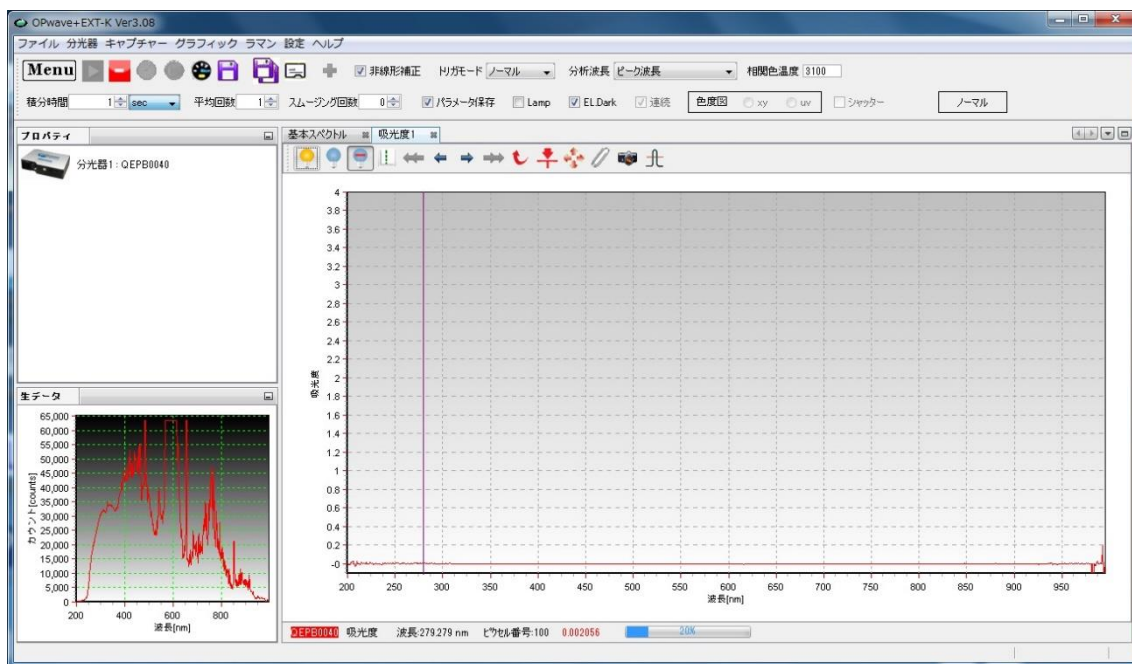 OPwave+EXT-K Ver3.08
ファイル 分光器 キャプチャー グラフィック ラマン 設定 ヘルプ
Menu 非線形補正 トリガモード ノーマル 分析波長 ピーク波長 相関色温度 3100
積分時間 1 sec 平均回数 1 スムージング回数 0 パラメータ保存 Lamp EL.Dark 連続 色度図 xy uv シャッター ノーマル
プロパティ
分光器1:QEPB0040
基本スペクトル 吸光度1
4
3.8
3.6
3.4
3.2
3
2.8
2.6
2.4
2.2
2
1.8
1.6
1.4
1.2
1
0.8
0.6
0.4
0.2
-0
吸光度
200 250 300 350 400 450 500 550 600 650 700 750 800 850 900 950
波長[nm]
生データ
65,000
60,000
55,000
50,000
45,000
40,000
35,000
30,000
25,000
20,000
15,000
10,000
5,000
0
カウント[counts]
200 400 600 800
波長[nm]
QEPB0040 吸光度 波長:279.279 nm ピクセル番号:100 0.002056 20%